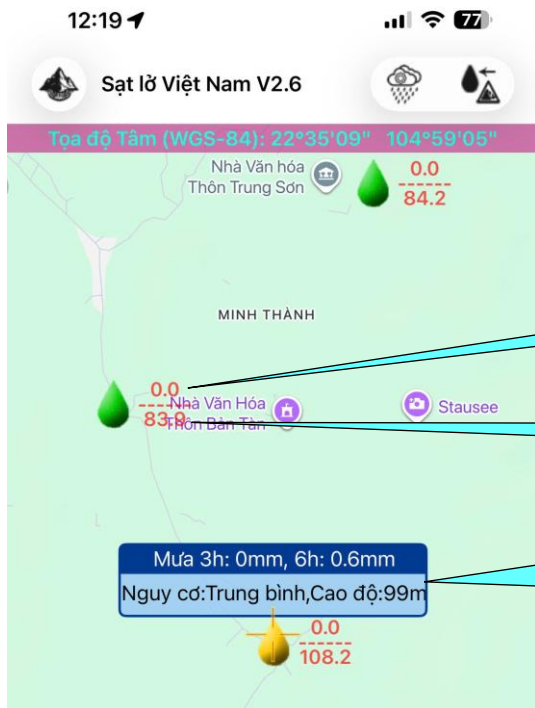 12:19
77
Sạt lở Việt Nam V2.6
Tọa độ Tâm (WGS-84): 22°35'09" 104°59'05"
Nhà Văn hóa
Thôn Trung Sơn
0.0
84.2
MINH THÀNH
0.0
83.9
Nhà Văn Hóa
Thôn Bản Tàn
Stausee
Mưa 3h: 0mm, 6h: 0.6mm
Nguy cơ:Trung bình,Cao độ:99m
0.0
108.2